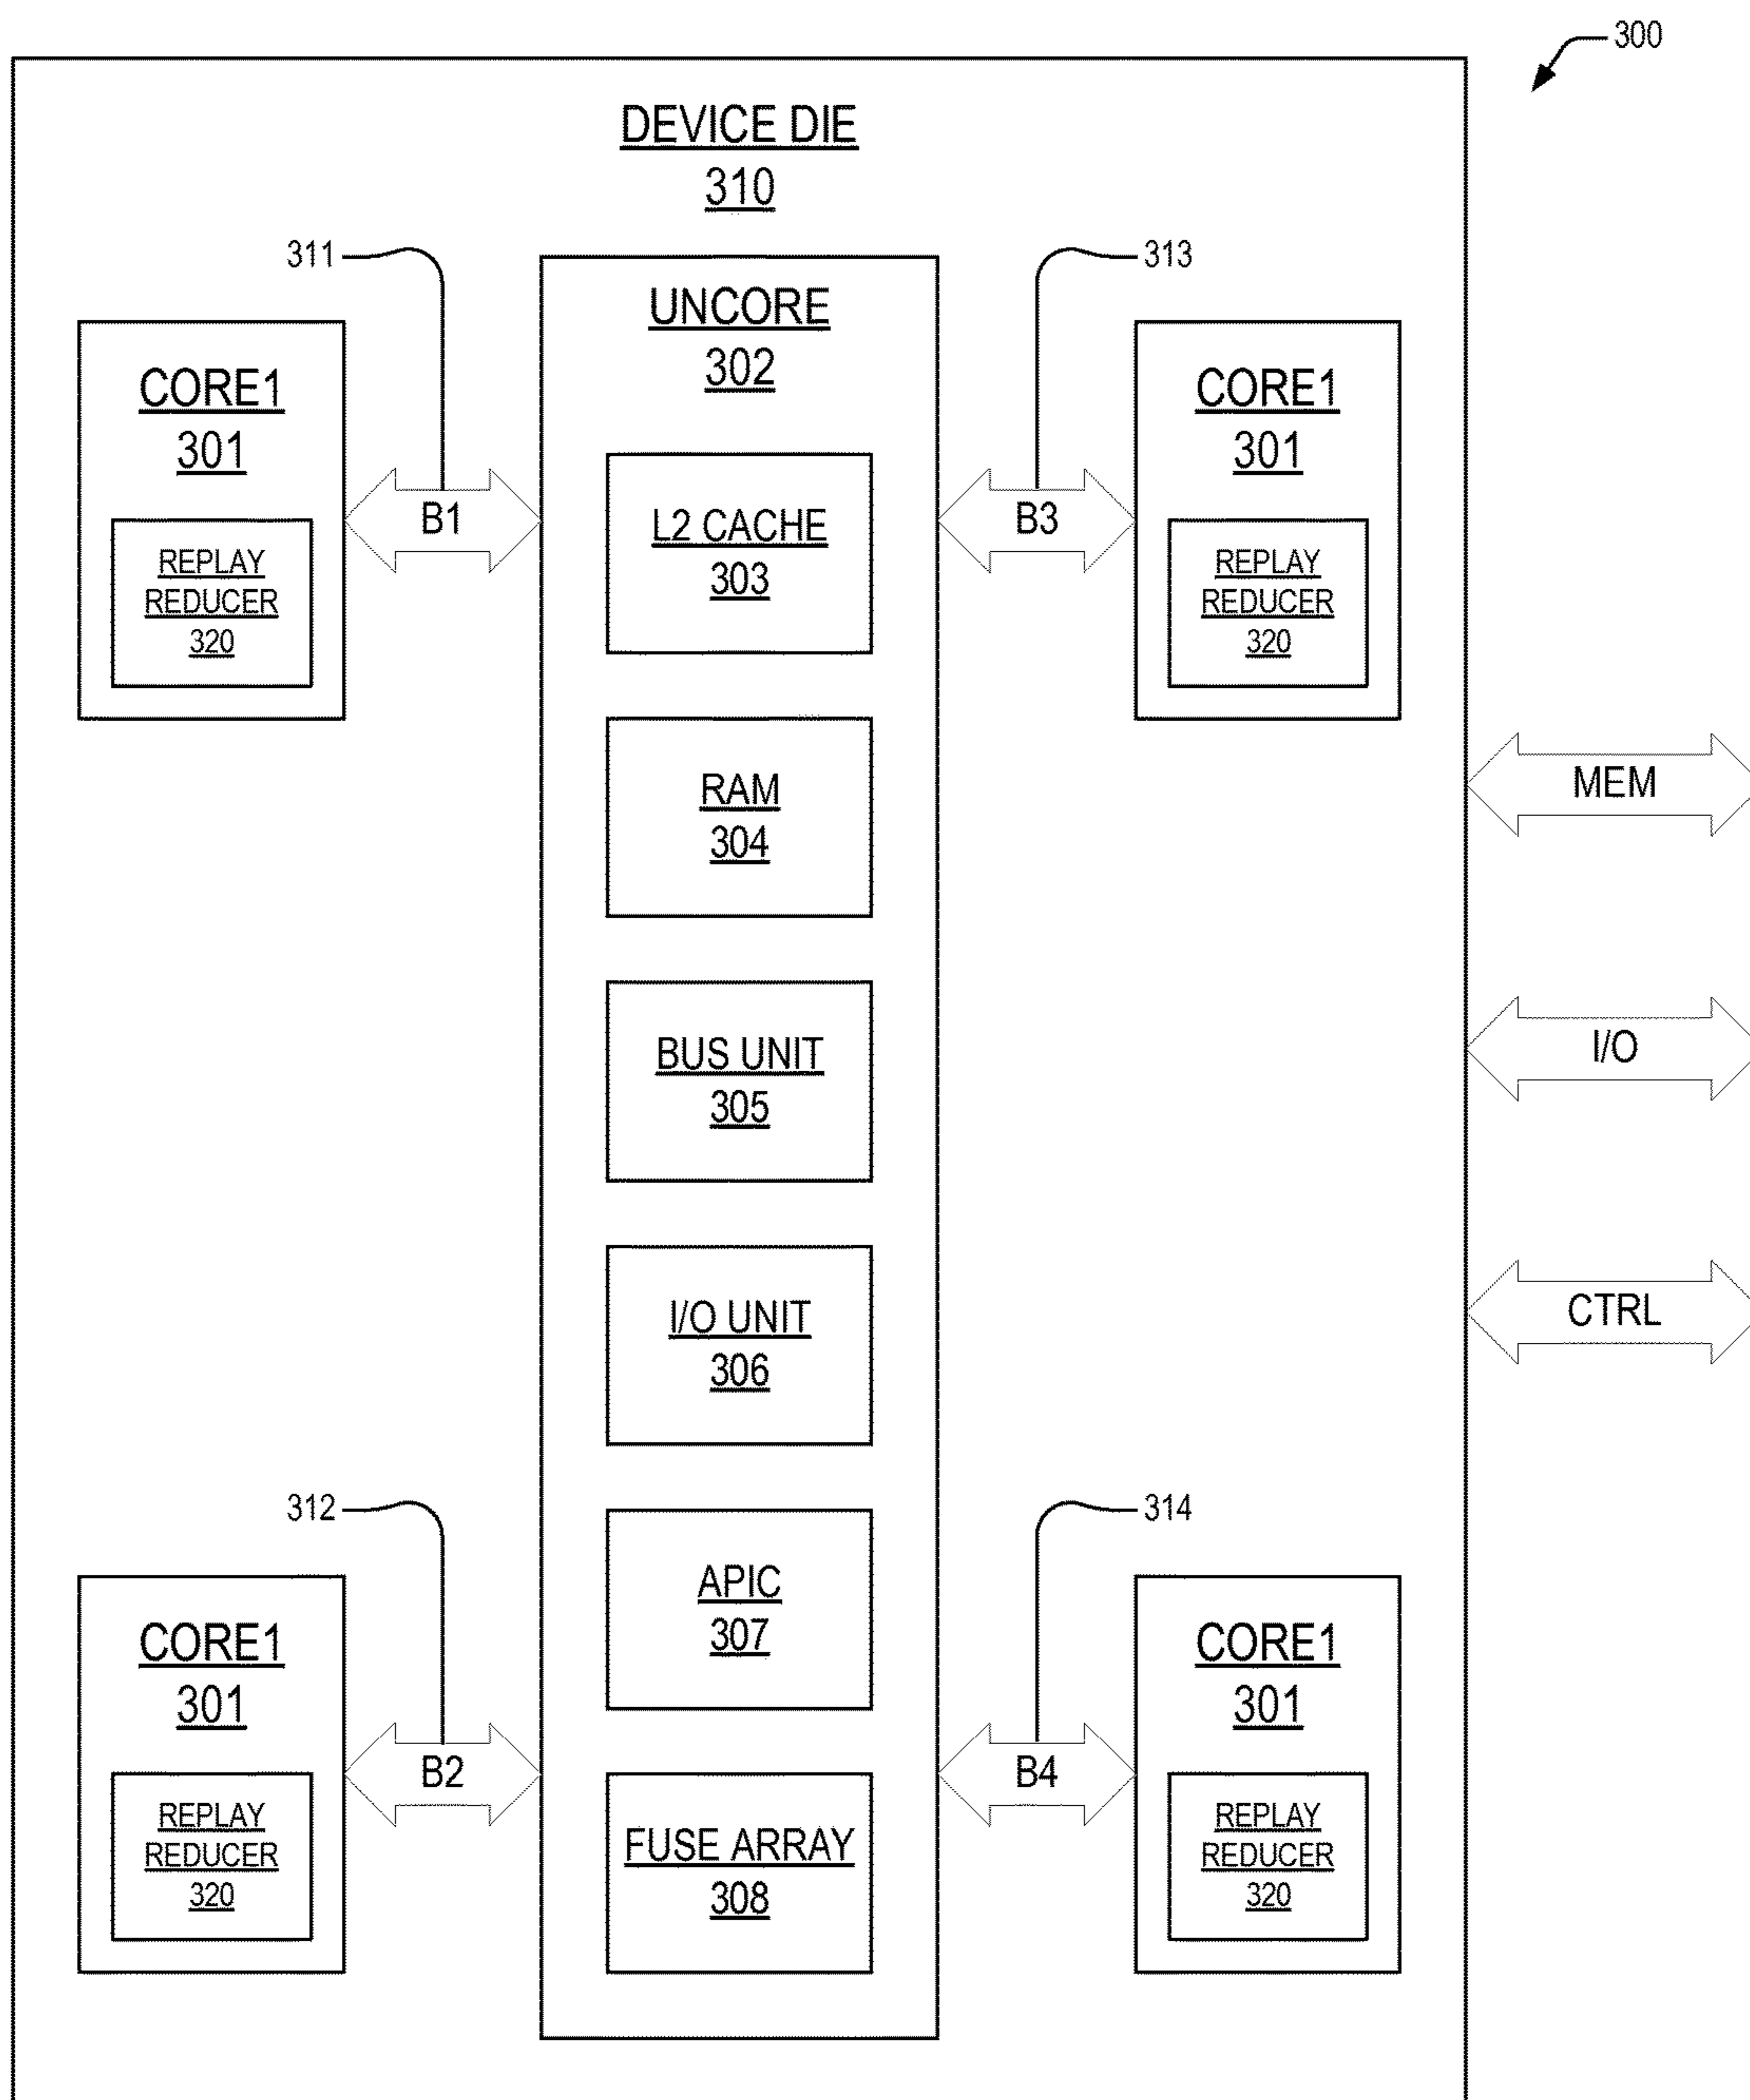 300
DEVICE DIE
310
311
313
UNCORE
302
CORE1
301
REPLAY
REDUCER
320
B1
L2 CACHE
303
B3
CORE1
301
REPLAY
REDUCER
320
RAM
304
MEM
BUS UNIT
305
I/O
I/O UNIT
306
CTRL
312
314
APIC
307
CORE1
301
REPLAY
REDUCER
320
B2
FUSE ARRAY
308
B4
CORE1
301
REPLAY
REDUCER
320